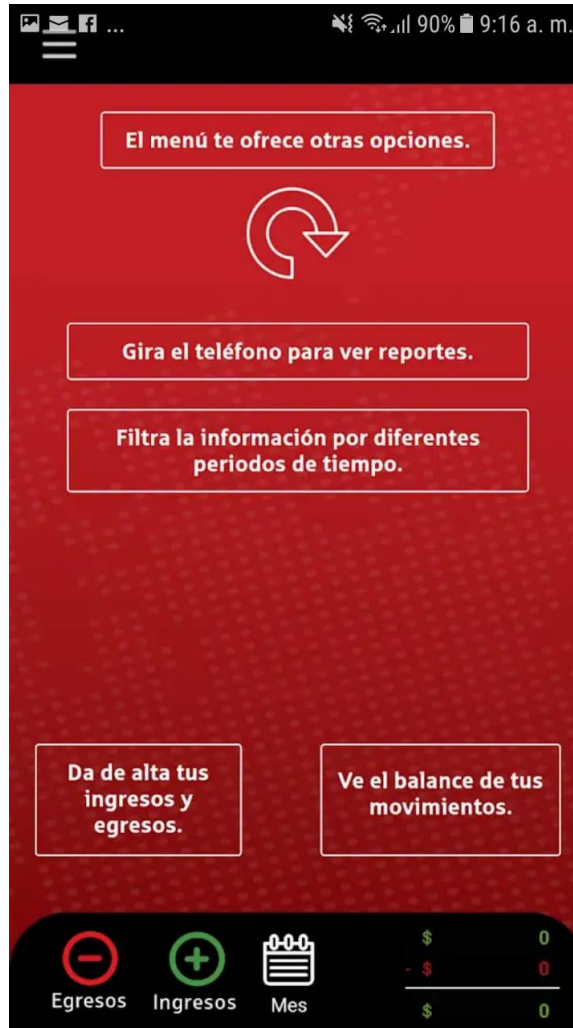 ... 90% 9:16 a. m.
El menú te ofrece otras opciones.
Gira el teléfono para ver reportes.
Filtra la información por diferentes
periodos de tiempo.
Da de alta tus
ingresos y
egresos.
Ve el balance de tus
movimientos.
$ 0
- $ 0
$ 0
Egresos Ingresos Mes